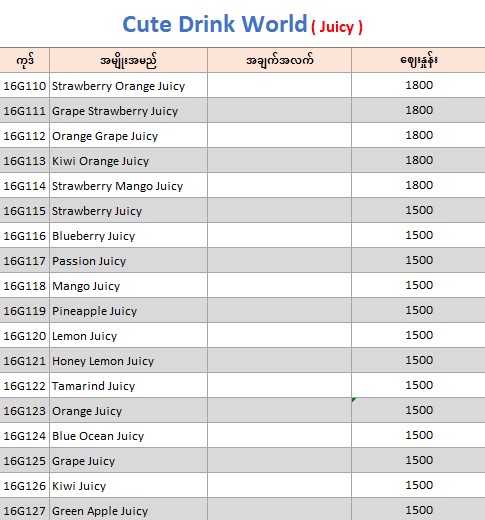 Cute Drink World ( Juicy )
ကုဒ် အမျိုးအမည် အချက်အလက် ဈေးနှုန်း
16G110 Strawberry Orange Juicy 1800
16G111 Grape Strawberry Juicy 1800
16G112 Orange Grape Juicy 1800
16G113 Kiwi Orange Juicy 1800
16G114 Strawberry Mango Juicy 1800
16G115 Strawberry Juicy 1500
16G116 Blueberry Juicy 1500
16G117 Passion Juicy 1500
16G118 Mango Juicy 1500
16G119 Pineapple Juicy 1500
16G120 Lemon Juicy 1500
16G121 Honey Lemon Juicy 1500
16G122 Tamarind Juicy 1500
16G123 Orange Juicy 1500
16G124 Blue Ocean Juicy 1500
16G125 Grape Juicy 1500
16G126 Kiwi Juicy 1500
16G127 Green Apple Juicy 1500